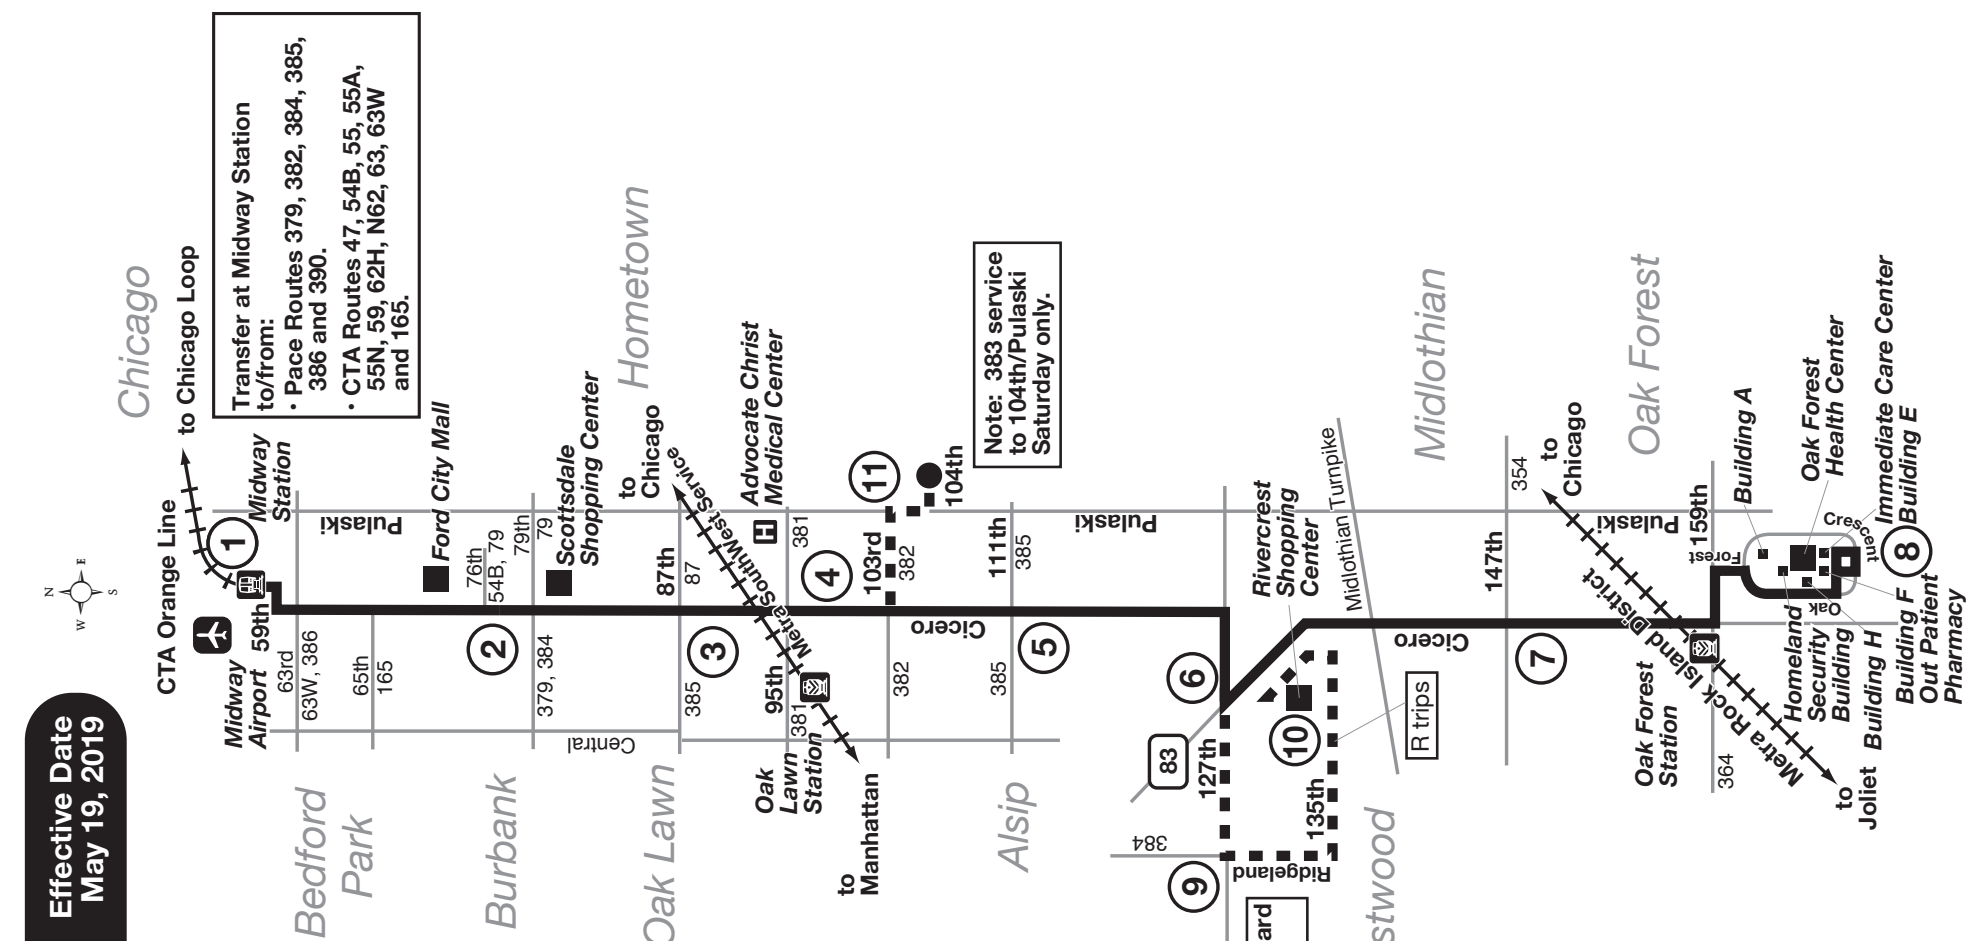 Effective Date
May 19, 2019
N
E
S
W
Chicago
to Chicago Loop
CTA Orange Line
Transfer at Midway Station
to/from:
• Pace Routes 379, 382, 384, 385,
386 and 390.
• CTA Routes 47, 54B, 55, 55A,
55N, 59, 62H, N62, 63, 63W
and 165.
Midway
Station
1
Midway
Airport
59th
63rd
63W, 386
65th
165
Pulaski
Ford City Mall
Bedford
Park
76th
54B, 79
79th
79
2
379, 384
Scottsdale
Shopping Center
Central
Burbank
Hometown
to
Chicago
Metra SouthWest Service
87th
87
385
3
Oak Lawn
Advocate Christ
Medical Center
H
381
95th
381
Oak
Lawn
Station
to
Manhattan
4
103rd
382
382
11
104th
Note: 383 service
to 104th/Pulaski
Saturday only.
Cicero
111th
385
385
5
Alsip
Pulaski
6
83
127th
384
9
Ridgeland
135th
10
Rivercrest
Shopping
Center
R trips
Midlothian Turnpike
ard
stwood
Midlothian
Cicero
147th
354
7
to
Chicago
Oak Forest
Pulaski
159th
Metra Rock Island District
Oak Forest
Station
364
to
Joliet
Forest
Oak
Crescent
Building A
Oak Forest
Health Center
Immediate Care Center
Building E
8
Homeland
Security
Building
Building H
Building F
Out Patient
Pharmacy